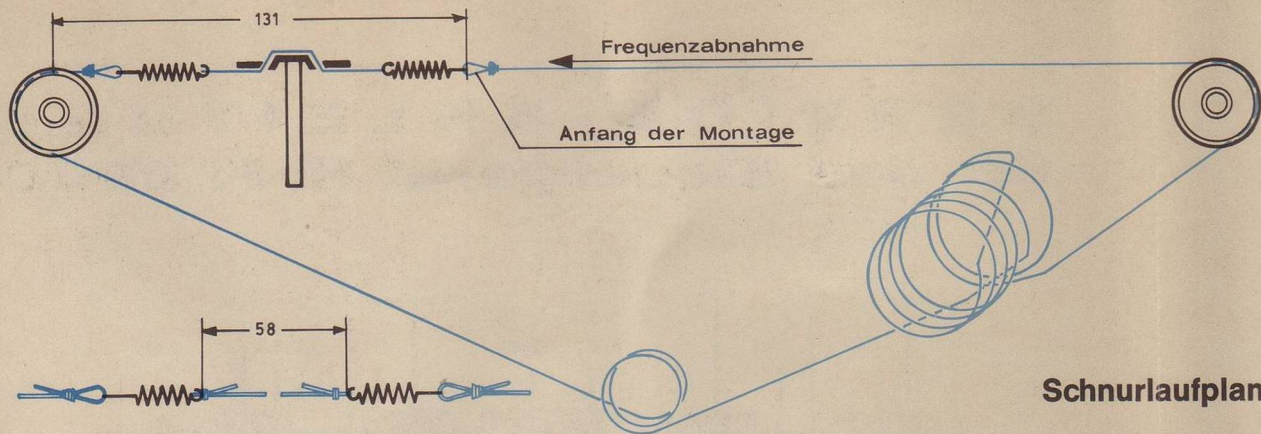 131
Frequenzabnahme
Anfang der Montage
58
Schnurlaufplan